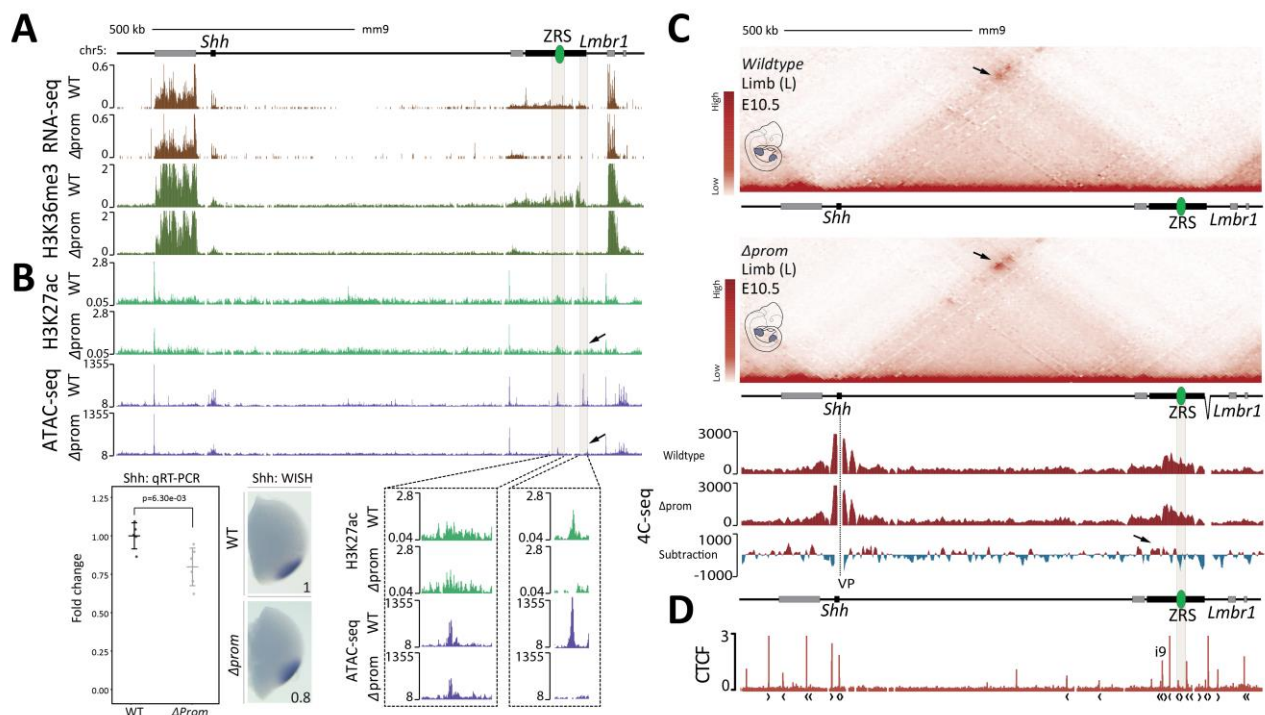 A
500 kb mm9
chr5: Shh ZRS Lmbr1
RNA-seq
WT
0.6
0
Δprom
0.6
0
H3K36me3
WT
2
0
Δprom
2
0
B
H3K27ac
WT
2.8
0.05
Δprom
2.8
0.05
ATAC-seq
WT
1355
8
Δprom
1355
8
Shh: qRT-PCR
p=6.30e-03
Fold change
1.25
1.00
0.75
0.50
0.25
0.00
WT ΔProm
Shh: WISH
WT
1
Δprom
0.8
H3K27ac
WT
2.8
0.04
2.8
0.04
Δprom
2.8
0.04
2.8
0.04
ATAC-seq
WT
1355
8
1355
8
Δprom
1355
8
1355
8
C
500 kb mm9
Wildtype
Limb (L)
E10.5
High
Low
Shh ZRS Lmbr1
Δprom
Limb (L)
E10.5
High
Low
Shh ZRS Lmbr1
4C-seq
Wildtype
3000
0
Δprom
3000
0
Subtraction
1000
-1000
VP
D
Shh ZRS Lmbr1
CTCF
3
0
i9